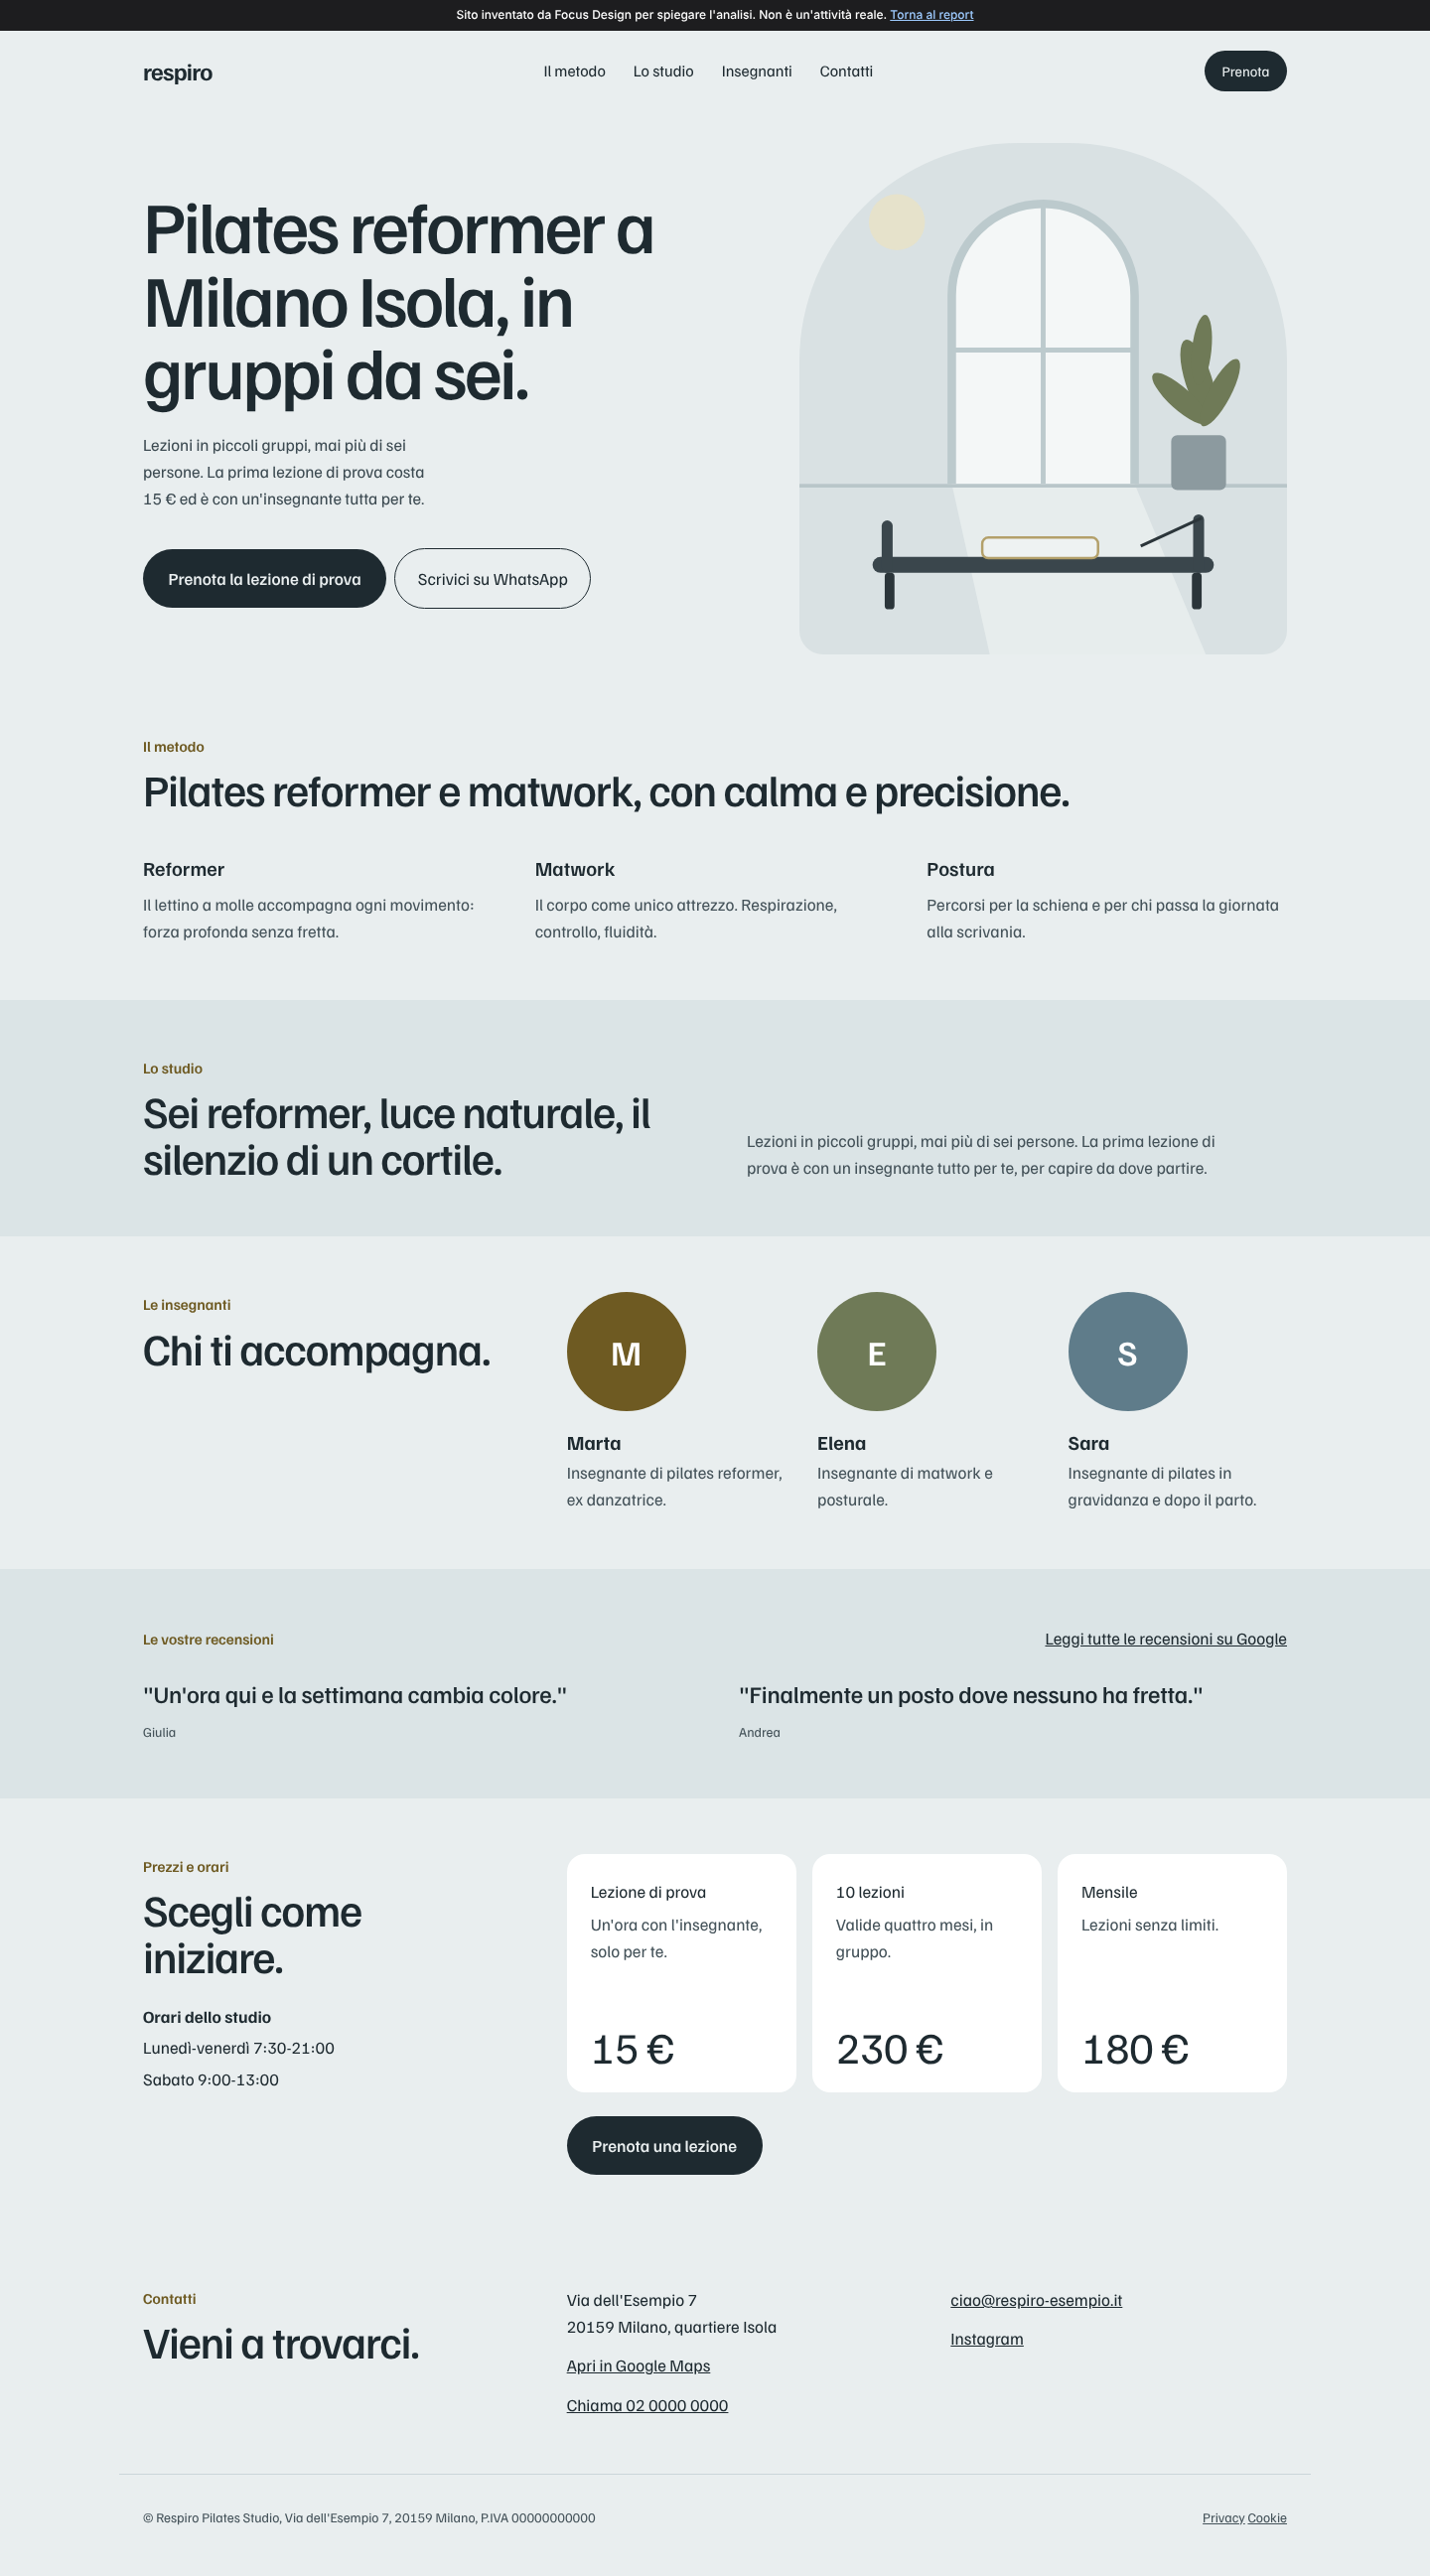 Sito inventato da Focus Design per spiegare l'analisi. Non è un'attività reale. Torna al report
respiro
Il metodo
Lo studio
Insegnanti
Contatti
Prenota
Pilates reformer a
Milano Isola, in
gruppi da sei.
Lezioni in piccoli gruppi, mai più di sei
persone. La prima lezione di prova costa
15 € ed è con un'insegnante tutta per te.
Prenota la lezione di prova
Scrivici su WhatsApp
Il metodo
Pilates reformer e matwork, con calma e precisione.
Reformer
Il lettino a molle accompagna ogni movimento:
forza profonda senza fretta.
Matwork
Il corpo come unico attrezzo. Respirazione,
controllo, fluidità.
Postura
Percorsi per la schiena e per chi passa la giornata
alla scrivania.
Lo studio
Sei reformer, luce naturale, il
silenzio di un cortile.
Lezioni in piccoli gruppi, mai più di sei persone. La prima lezione di
prova è con un insegnante tutto per te, per capire da dove partire.
Le insegnanti
Chi ti accompagna.
M
Marta
Insegnante di pilates reformer,
ex danzatrice.
E
Elena
Insegnante di matwork e
posturale.
S
Sara
Insegnante di pilates in
gravidanza e dopo il parto.
Le vostre recensioni
Leggi tutte le recensioni su Google
"Un'ora qui e la settimana cambia colore."
Giulia
"Finalmente un posto dove nessuno ha fretta."
Andrea
Prezzi e orari
Scegli come
iniziare.
Orari dello studio
Lunedì-venerdì 7:30-21:00
Sabato 9:00-13:00
Lezione di prova
Un'ora con l'insegnante,
solo per te.
15 €
10 lezioni
Valide quattro mesi, in
gruppo.
230 €
Mensile
Lezioni senza limiti.
180 €
Prenota una lezione
Contatti
Vieni a trovarci.
Via dell'Esempio 7
20159 Milano, quartiere Isola
Apri in Google Maps
Chiama 02 0000 0000
ciao@respiro-esempio.it
Instagram
© Respiro Pilates Studio, Via dell'Esempio 7, 20159 Milano, P.IVA 00000000000
Privacy Cookie